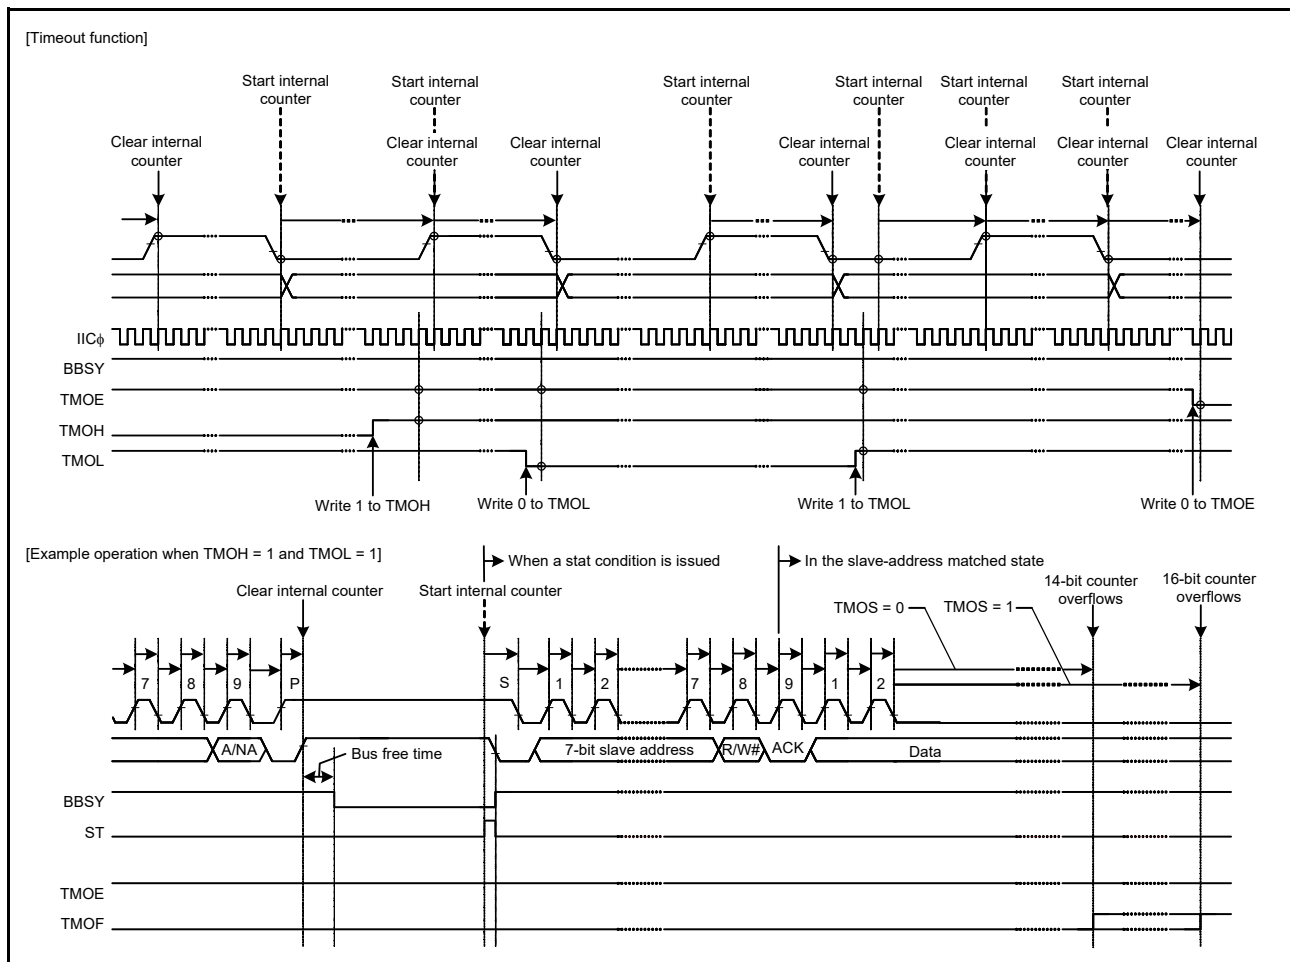 [Timeout function]
Start internal
counter
Start internal
counter
Start internal
counter
Start internal
counter
Start internal
counter
Start internal
counter
Clear internal
counter
Clear internal
counter
Clear internal
counter
Clear internal
counter
Clear internal
counter
Clear internal
counter
Clear internal
counter
IICφ
BBSY
TMOE
TMOH
TMOL
Write 1 to TMOH
Write 0 to TMOL
Write 1 to TMOL
Write 0 to TMOE
[Example operation when TMOH = 1 and TMOL = 1]
When a stat condition is issued
In the slave-address matched state
Clear internal counter
Start internal counter
14-bit counter
overflows
16-bit counter
overflows
TMOS = 0
TMOS = 1
7 8 9 P S 1 2 7 8 9 1 2
A/NA
7-bit slave address
R/W#
ACK
Data
Bus free time
BBSY
ST
TMOE
TMOF